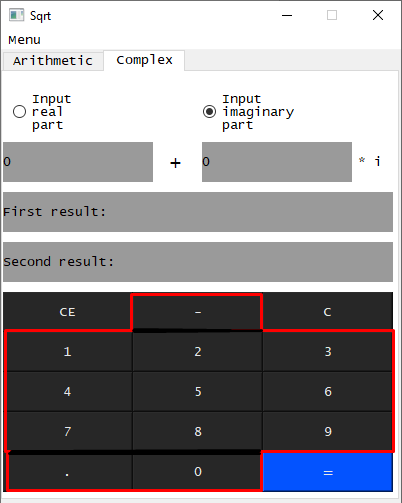 Sqrt
Menu
Arithmetic Complex
Input real part
Input imaginary part
0 + 0 * i
First result:
Second result:
CE - C
1 2 3
4 5 6
7 8 9
. 0 =